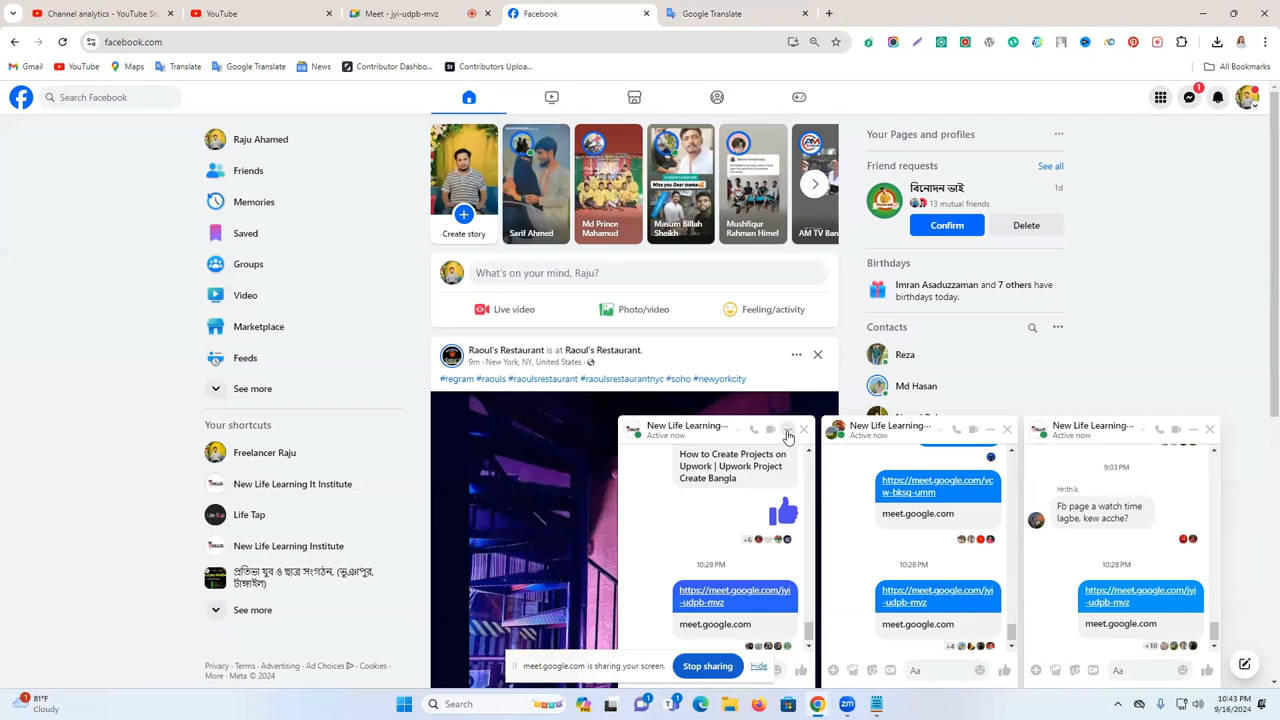 Channel analytics - YouTube St
YouTube
Meet - jyi-udpb-mvz
Facebook
Google Translate
facebook.com
Gmail
YouTube
Maps
Translate
Google Translate
News
Contributor Dashbo...
Contributors Uploa...
All Bookmarks
Search Facebook
1
Raju Ahamed
Friends
Memories
Saved
Groups
Video
Marketplace
Feeds
See more
Your shortcuts
Freelancer Raju
New Life Learning It Institute
Life Tap
New Life Learning Institute
প্রতিভা যুব ও ছাত্র সংগঠন, (ভূঞাপুর,
টাঙ্গাইল)
See more
Privacy · Terms · Advertising · Ad Choices · Cookies ·
More · Meta © 2024
Create story
Sarif Ahmed
Md Prince
Mahamud
Miss you Dear mama
Masum Billah
Sheikh
Mushfiqur
Rahman Himel
AM TV Ban
What's on your mind, Raju?
Live video
Photo/video
Feeling/activity
Raoul's Restaurant is at Raoul's Restaurant.
9m · New York, NY, United States ·
#regram #raouls #raoulsrestaurant #raoulsrestaurantnyc #soho #newyorkcity
Your Pages and profiles
Friend requests
See all
বিনোদন ভাই
1d
13 mutual friends
Confirm
Delete
Birthdays
Imran Asaduzzaman and 7 others have
birthdays today.
Contacts
Reza
Md Hasan
New Life Learning...
Active now
How to Create Projects on
Upwork | Upwork Project
Create Bangla
+6
10:28 PM
https://meet.google.com/jyi
-udpb-mvz
meet.google.com
New Life Learning...
Active now
https://meet.google.com/vc
w-bksq-umm
meet.google.com
10:28 PM
https://meet.google.com/jyi
-udpb-mvz
meet.google.com
+4
Aa
New Life Learning...
Active now
9:03 PM
Hrithik
Fb page a watch time
lagbe, kew acche?
10:28 PM
https://meet.google.com/jyi
-udpb-mvz
meet.google.com
+10
Aa
meet.google.com is sharing your screen.
Stop sharing
Hide
1
81°F
Cloudy
Search
10:43 PM
9/16/2024